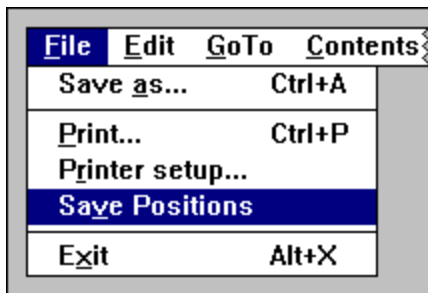 File Edit GoTo Contents
Save as... Ctrl+A
Print... Ctrl+P
Printer setup...
Save Positions
Exit Alt+X